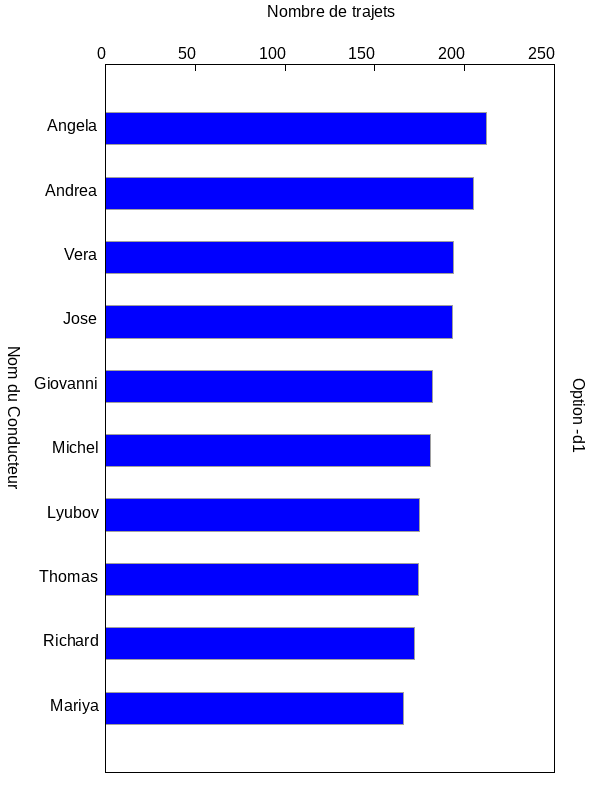 Nombre de trajets
0 50 100 150 200 250
Angela
Andrea
Vera
Jose
Giovanni
Michel
Lyubov
Thomas
Richard
Mariya
Nom du Conducteur
Option -d1